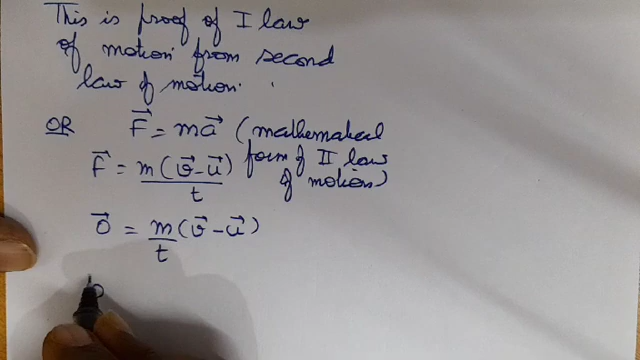 This is proof of I law
of motion from second
law of motion.
OR F⃗ = ma⃗ (mathematical
form of II law
of motion)
F⃗ = m(v⃗ - u⃗)/t
0⃗ = m/t (v⃗ - u⃗)